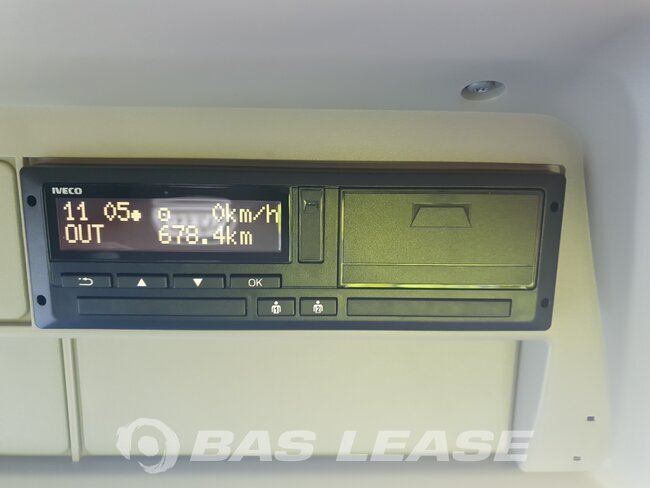 IVECO
11 05 0km/h
OUT 678.4km
OK
1 2
BAS LEASE